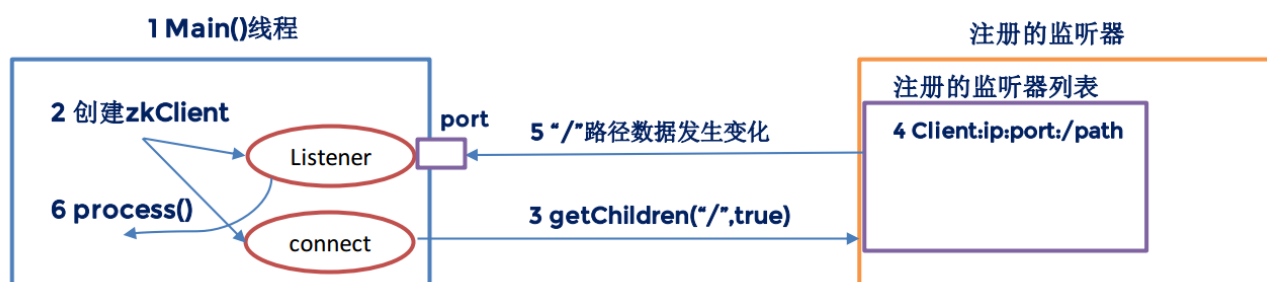 1 Main()线程
注册的监听器
2 创建zkClient
port
5 “/”路径数据发生变化
注册的监听器列表
4 Client:ip:port:/path
Listener
6 process()
3 getChildren(“/”,true)
connect